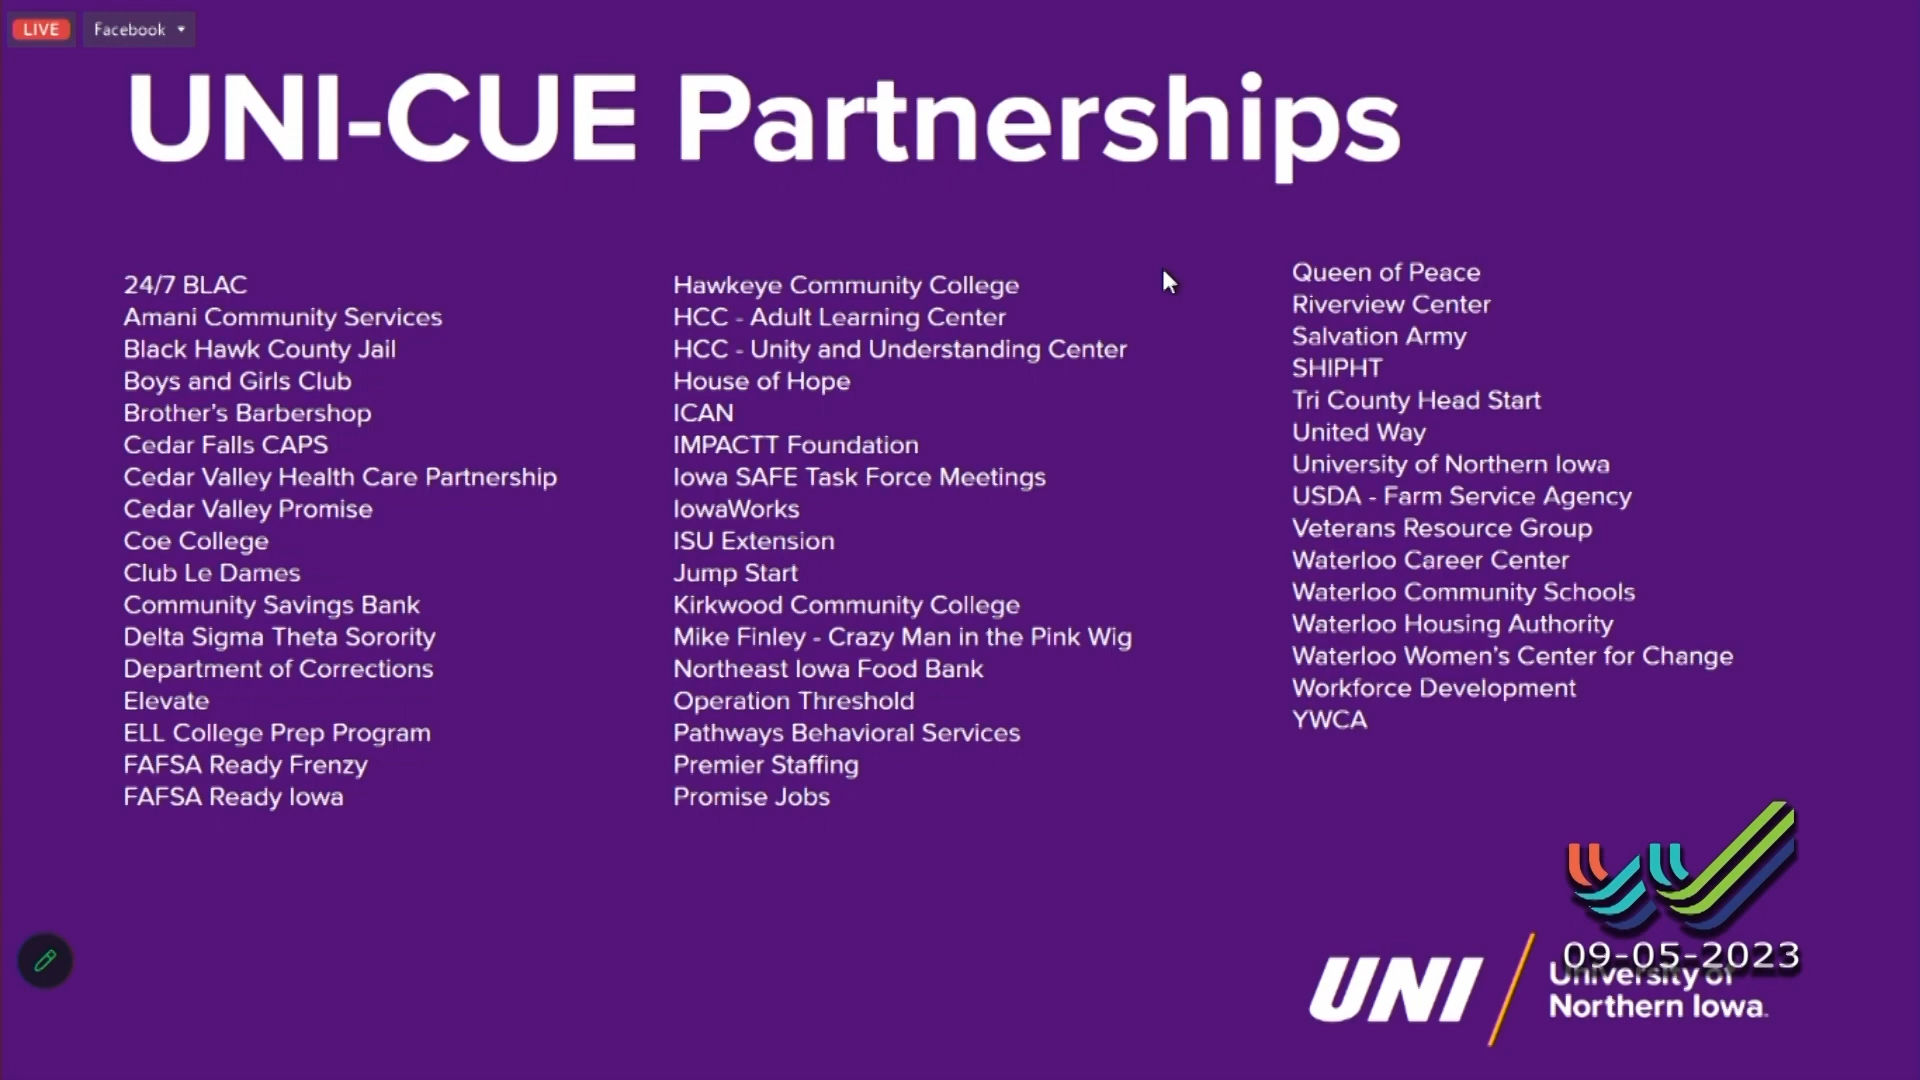 LIVE
Facebook
UNI-CUE Partnerships
24/7 BLAC
Amani Community Services
Black Hawk County Jail
Boys and Girls Club
Brother's Barbershop
Cedar Falls CAPS
Cedar Valley Health Care Partnership
Cedar Valley Promise
Coe College
Club Le Dames
Community Savings Bank
Delta Sigma Theta Sorority
Department of Corrections
Elevate
ELL College Prep Program
FAFSA Ready Frenzy
FAFSA Ready Iowa
Hawkeye Community College
HCC - Adult Learning Center
HCC - Unity and Understanding Center
House of Hope
ICAN
IMPACTT Foundation
Iowa SAFE Task Force Meetings
IowaWorks
ISU Extension
Jump Start
Kirkwood Community College
Mike Finley - Crazy Man in the Pink Wig
Northeast Iowa Food Bank
Operation Threshold
Pathways Behavioral Services
Premier Staffing
Promise Jobs
Queen of Peace
Riverview Center
Salvation Army
SHIPHT
Tri County Head Start
United Way
University of Northern Iowa
USDA - Farm Service Agency
Veterans Resource Group
Waterloo Career Center
Waterloo Community Schools
Waterloo Housing Authority
Waterloo Women's Center for Change
Workforce Development
YWCA
09-05-2023
UNI
University of
Northern Iowa.